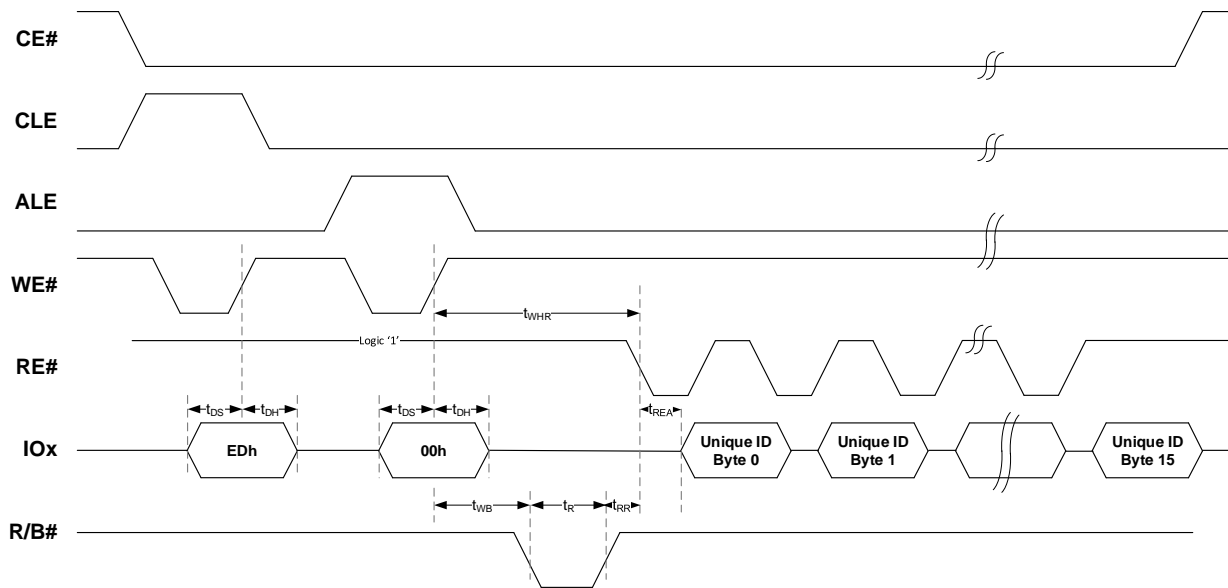 CE#
CLE
ALE
WE#
tWHR
Logic '1'
RE#
tDS tDH tDS tDH tREA
IOx EDh 00h Unique ID Byte 0 Unique ID Byte 1 Unique ID Byte 15
tWB tR tRR
R/B#